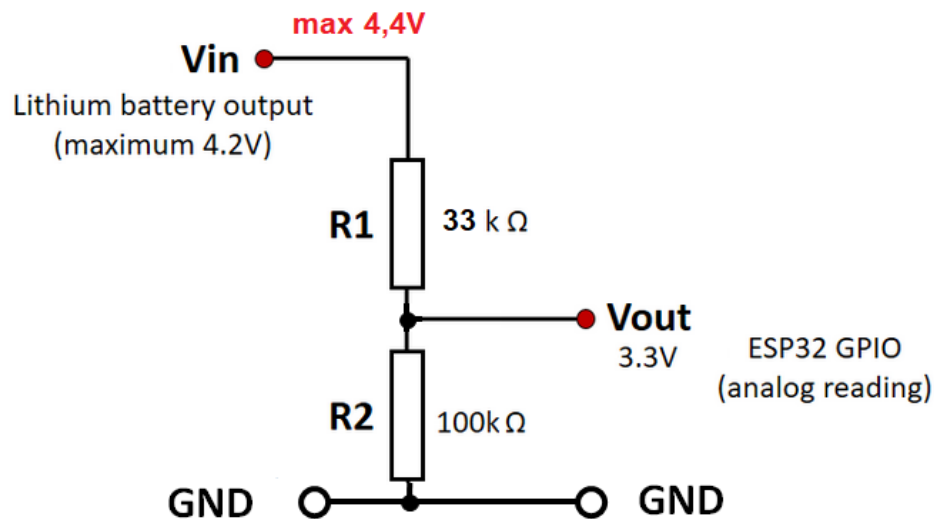 max 4,4V
Vin
Lithium battery output
(maximum 4.2V)
R1
33 k Ω
Vout
3.3V
ESP32 GPIO
(analog reading)
R2
100k Ω
GND
GND